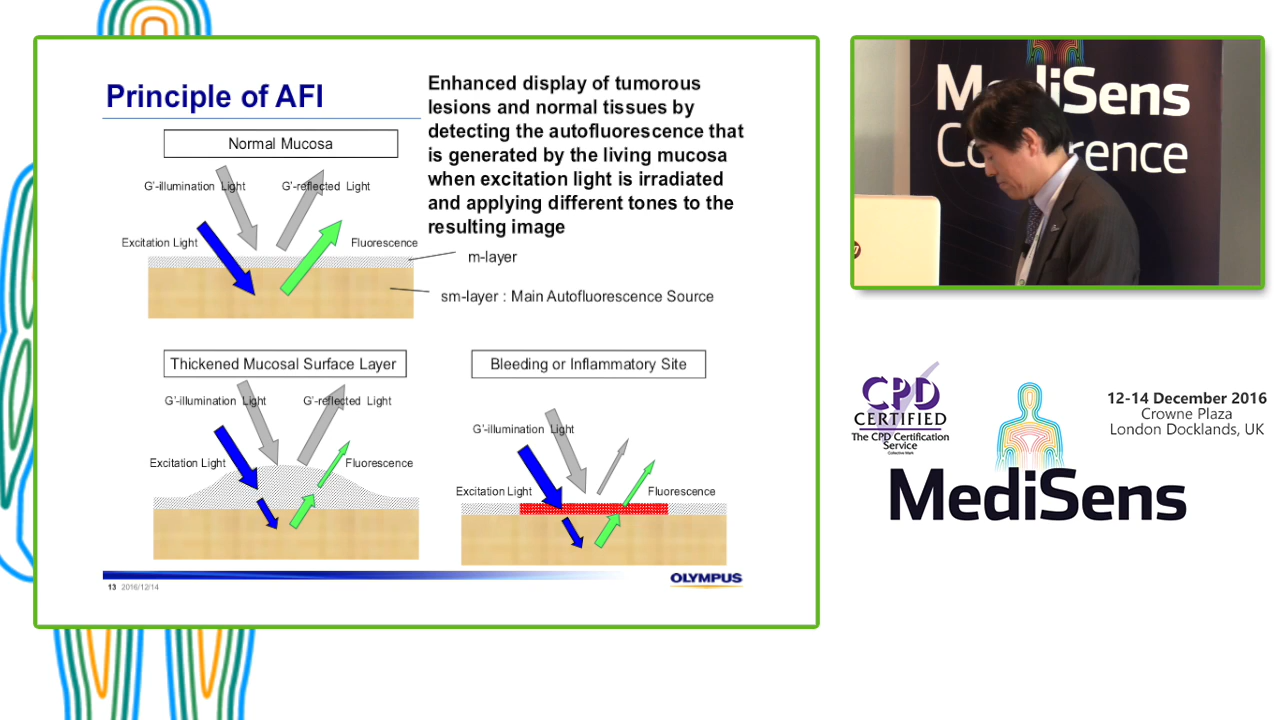 Principle of AFI
Enhanced display of tumorous
lesions and normal tissues by
detecting the autofluorescence that
is generated by the living mucosa
when excitation light is irradiated
and applying different tones to the
resulting image
Normal Mucosa
G'-illumination Light
G'-reflected Light
Excitation Light
Fluorescence
m-layer
sm-layer : Main Autofluorescence Source
Thickened Mucosal Surface Layer
G'-illumination Light
G'-reflected Light
Excitation Light
Fluorescence
Bleeding or Inflammatory Site
G'-illumination Light
Excitation Light
Fluorescence
13 2016/12/14
OLYMPUS
MediSens
Conference
CPD
CERTIFIED
The CPD Certification
Service
Collective Mark
12-14 December 2016
Crowne Plaza
London Docklands, UK
MediSens